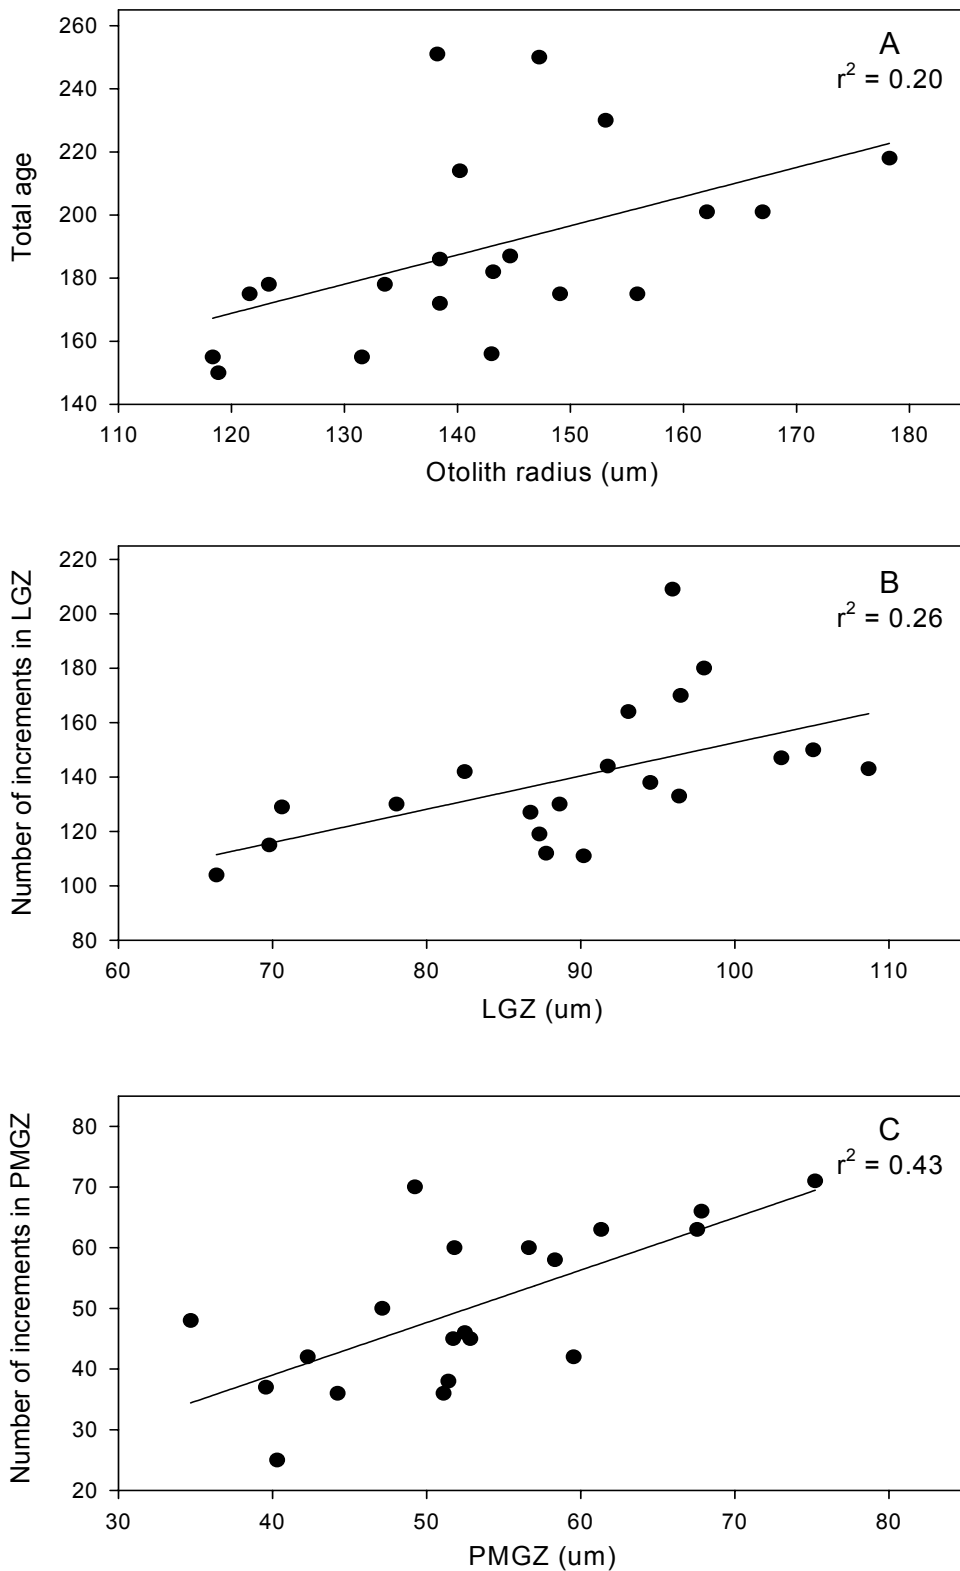 A
r² = 0.20
Total age
260
240
220
200
180
160
140
110 120 130 140 150 160 170 180
Otolith radius (um)
B
r² = 0.26
Number of increments in LGZ
220
200
180
160
140
120
100
80
60 70 80 90 100 110
LGZ (um)
C
r² = 0.43
Number of increments in PMGZ
80
70
60
50
40
30
20
30 40 50 60 70 80
PMGZ (um)